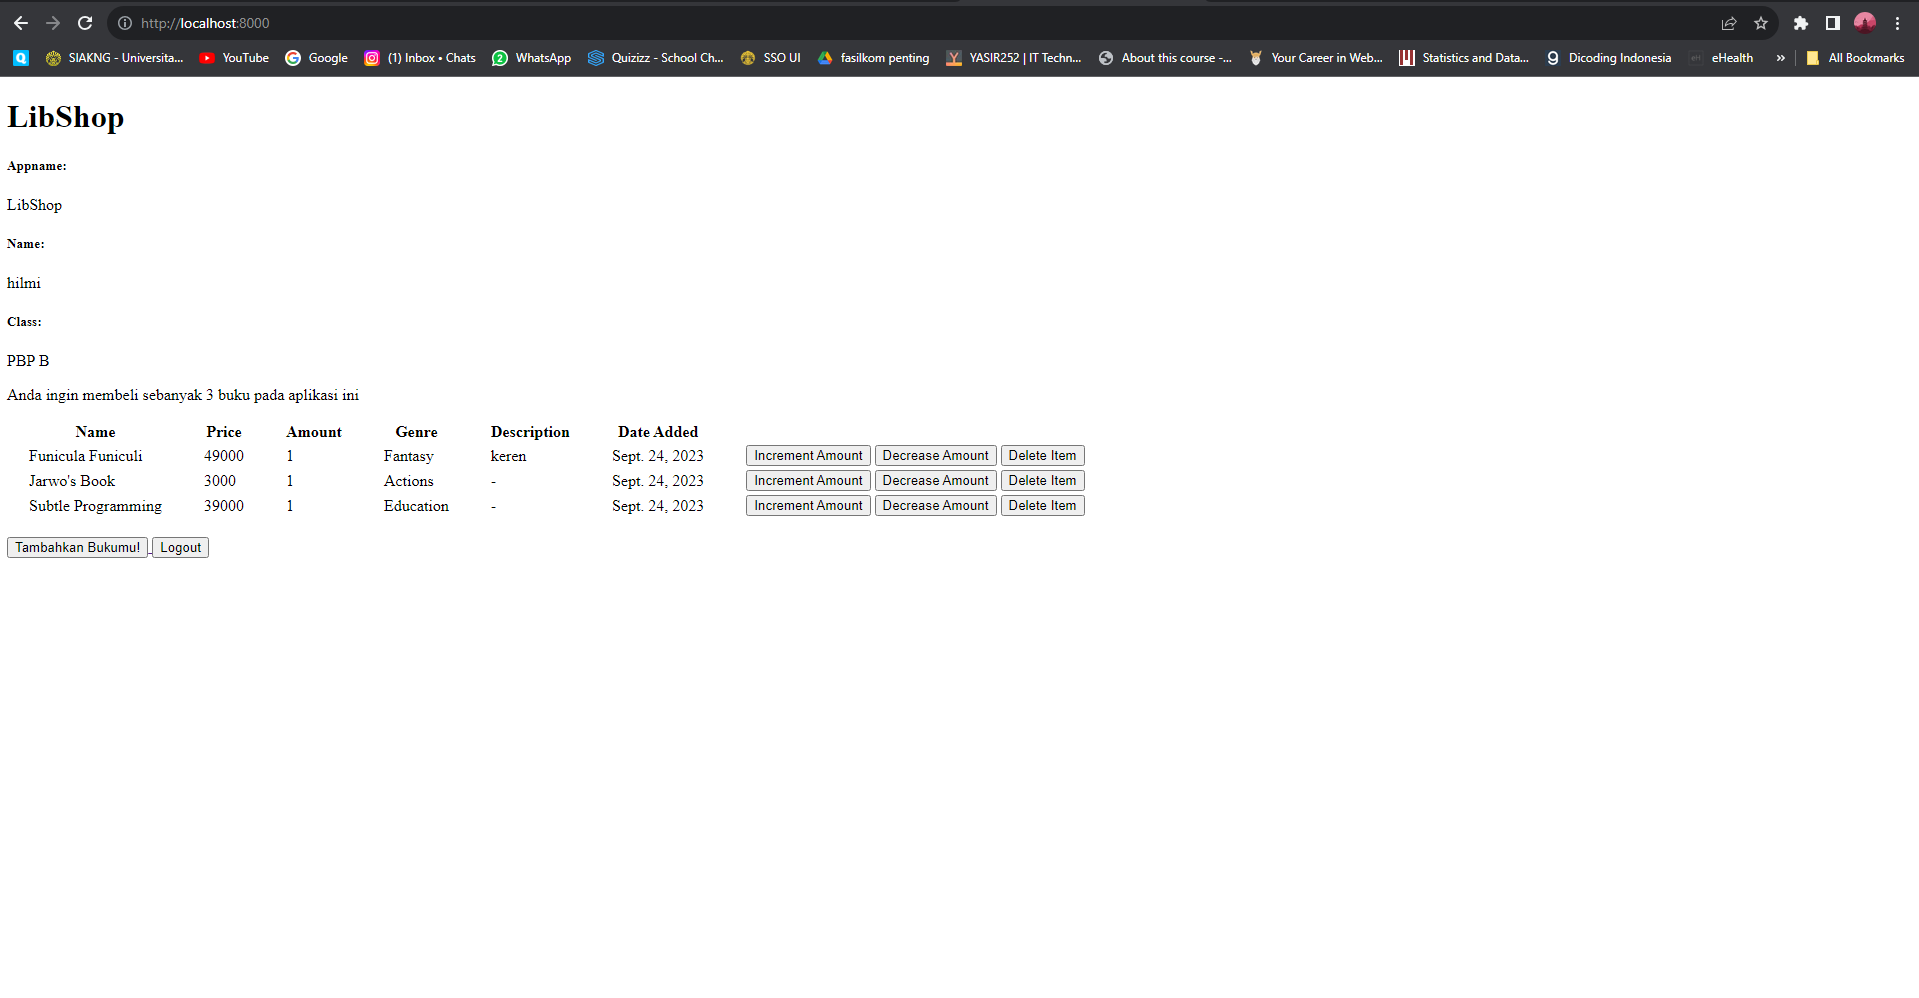 http://localhost:8000
SIAKNG - Universita... YouTube Google (1) Inbox • Chats WhatsApp Quizizz - School Ch... SSO UI fasilkom penting YASIR252 | IT Techn... About this course -... Your Career in Web... Statistics and Data... Dicoding Indonesia eHealth » All Bookmarks
LibShop
Appname:
LibShop
Name:
hilmi
Class:
PBP B
Anda ingin membeli sebanyak 3 buku pada aplikasi ini
Name Price Amount Genre Description Date Added
Funicula Funiculi 49000 1 Fantasy keren Sept. 24, 2023 Increment Amount Decrease Amount Delete Item
Jarwo's Book 3000 1 Actions - Sept. 24, 2023 Increment Amount Decrease Amount Delete Item
Subtle Programming 39000 1 Education - Sept. 24, 2023 Increment Amount Decrease Amount Delete Item
Tambahkan Bukumu! Logout